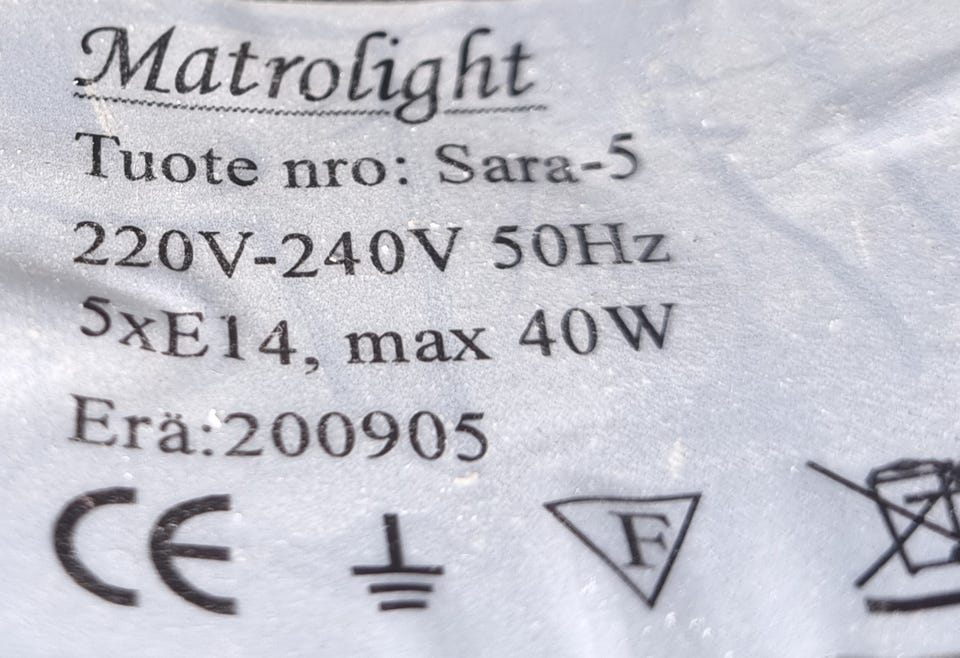 Matrolight
Tuote nro: Sara-5
220V-240V 50Hz
5xE14, max 40W
Erä:200905
CE F